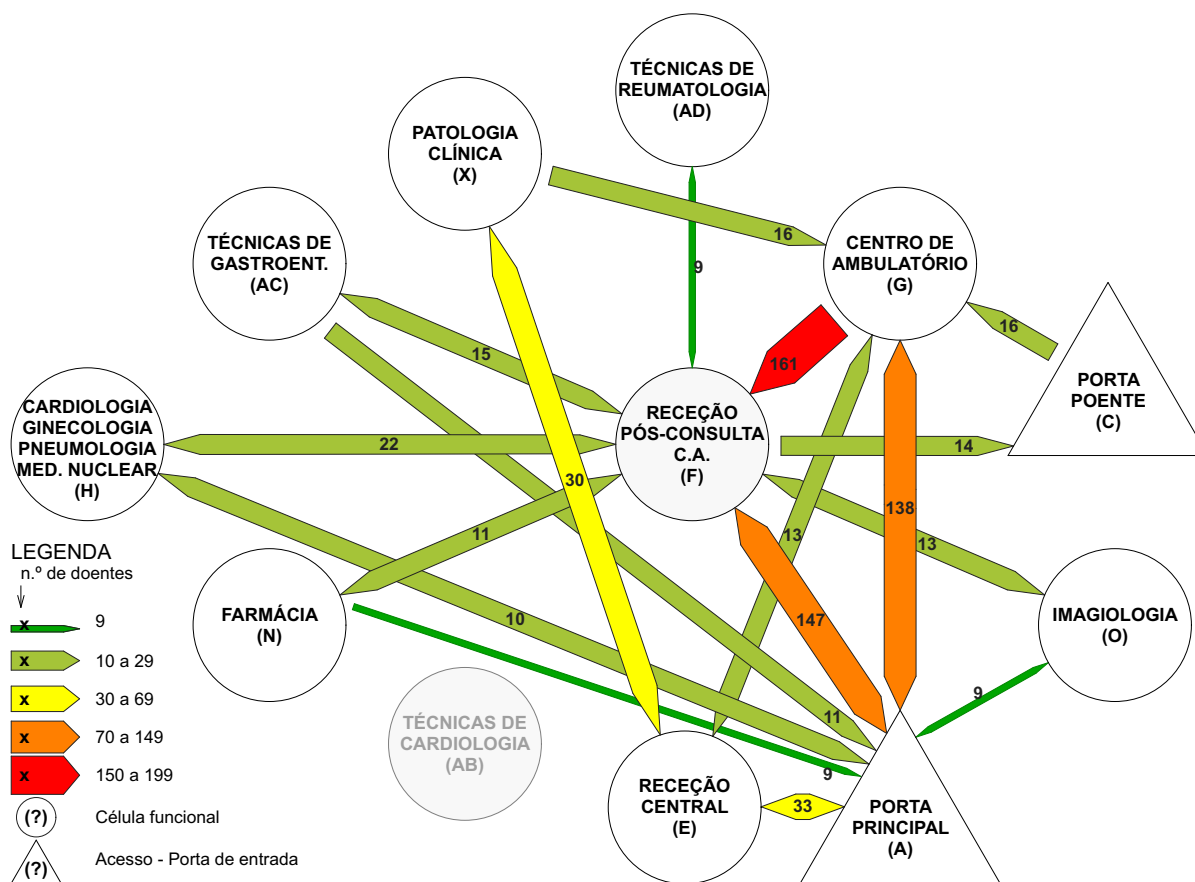 TÉCNICAS DE
REUMATOLOGIA
(AD)
PATOLOGIA
CLÍNICA
(X)
16
9
CENTRO DE
AMBULATÓRIO
(G)
TÉCNICAS DE
GASTROENT.
(AC)
16
15
161
PORTA
POENTE
(C)
CARDIOLOGIA
GINECOLOGIA
PNEUMOLOGIA
MED. NUCLEAR
(H)
22
RECEÇÃO
PÓS-CONSULTA
C.A.
(F)
14
30
138
11
13
13
LEGENDA
n.º de doentes
x 9
x 10 a 29
x 30 a 69
x 70 a 149
x 150 a 199
(?) Célula funcional
(?) Acesso - Porta de entrada
FARMÁCIA
(N)
10
147
IMAGIOLOGIA
(O)
9
11
TÉCNICAS DE
CARDIOLOGIA
(AB)
9
RECEÇÃO
CENTRAL
(E)
33
PORTA
PRINCIPAL
(A)